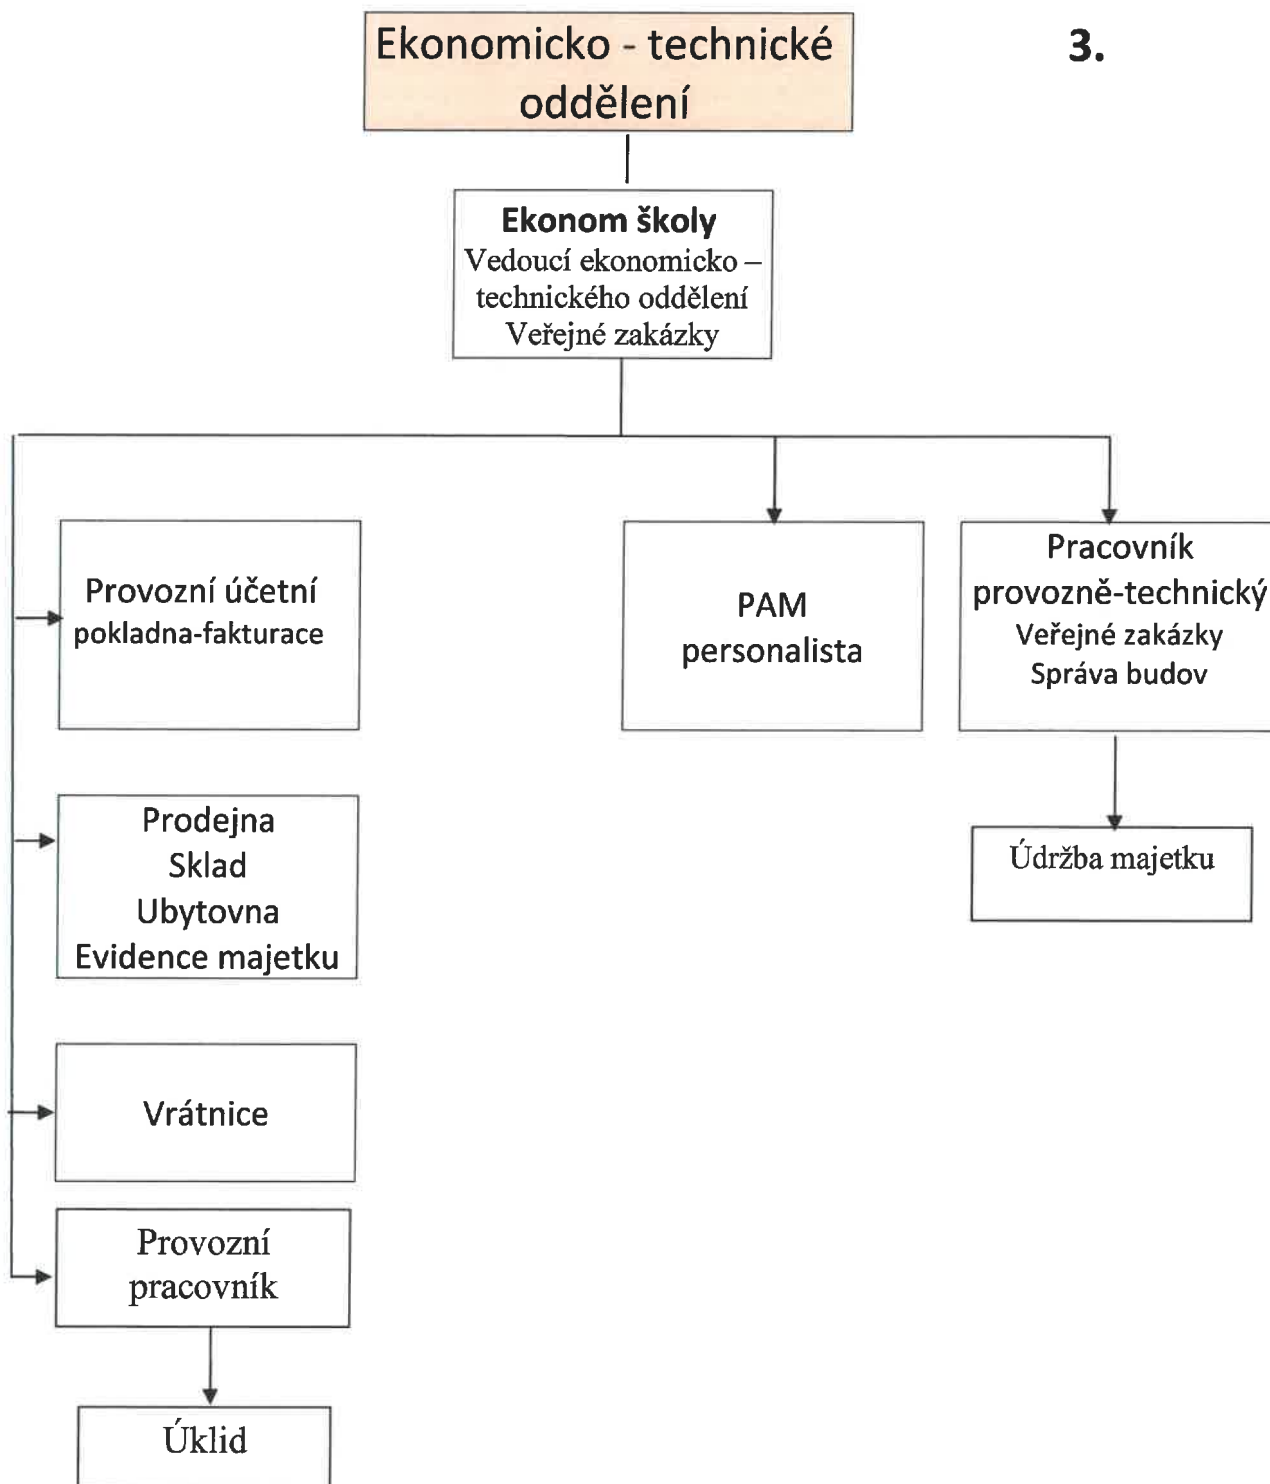 Ekonomicko - technické
oddělení
3.
Ekonom školy
Vedoucí ekonomicko –
technického oddělení
Veřejné zakázky
Provozní účetní
pokladna-fakturace
PAM
personalista
Pracovník
provozně-technický
Veřejné zakázky
Správa budov
Prodejna
Sklad
Ubytovna
Evidence majetku
Údržba majetku
Vrátnice
Provozní
pracovník
Úklid